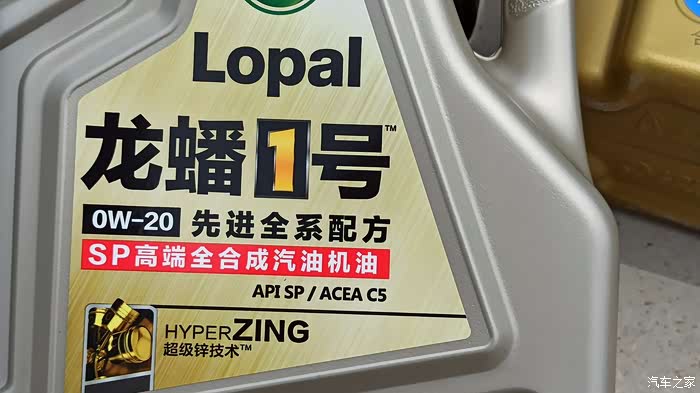 Lopal
龙蟠1号™
0W-20 先进全系配方
SP高端全合成汽油机油
API SP / ACEA C5
HYPERZING
超级锌技术™
汽车之家